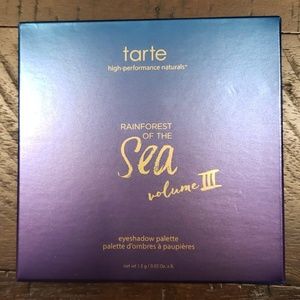 tarte
high-performance naturals™
RAINFOREST
OF THE
Sea
volume III
eyeshadow palette
palette d'ombres à paupières